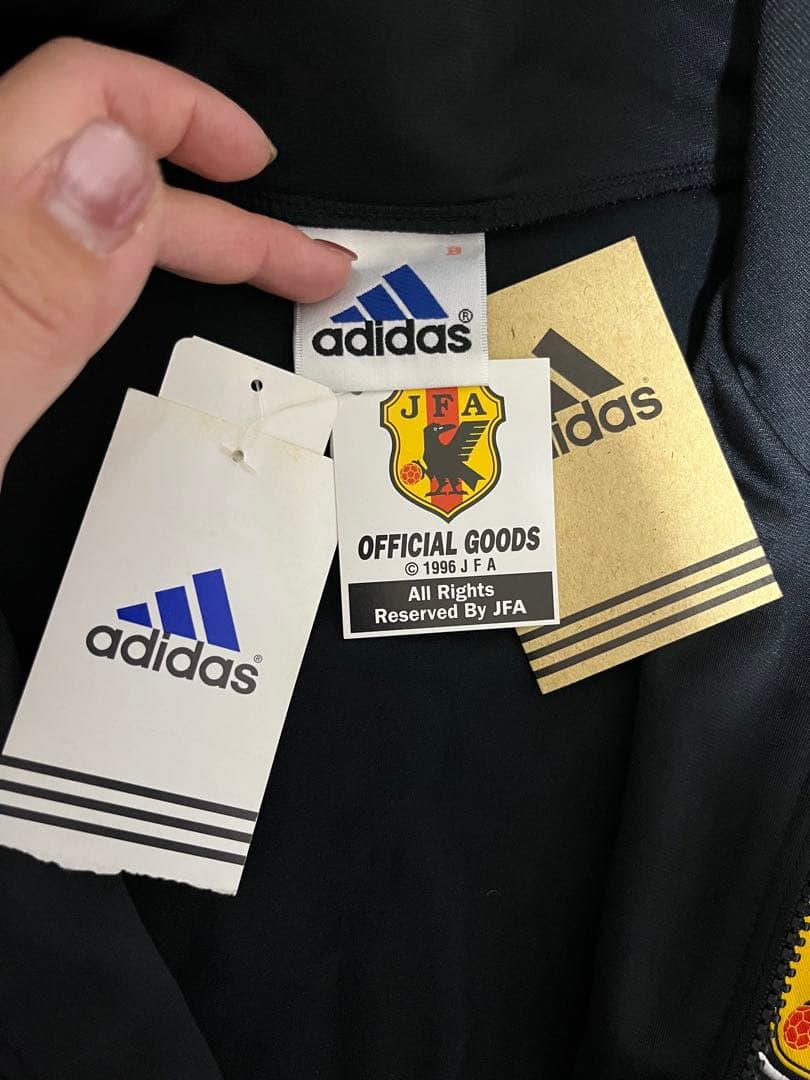 adidas®
adidas®
JFA
OFFICIAL GOODS
© 1996 J F A
All Rights
Reserved By JFA
adidas®